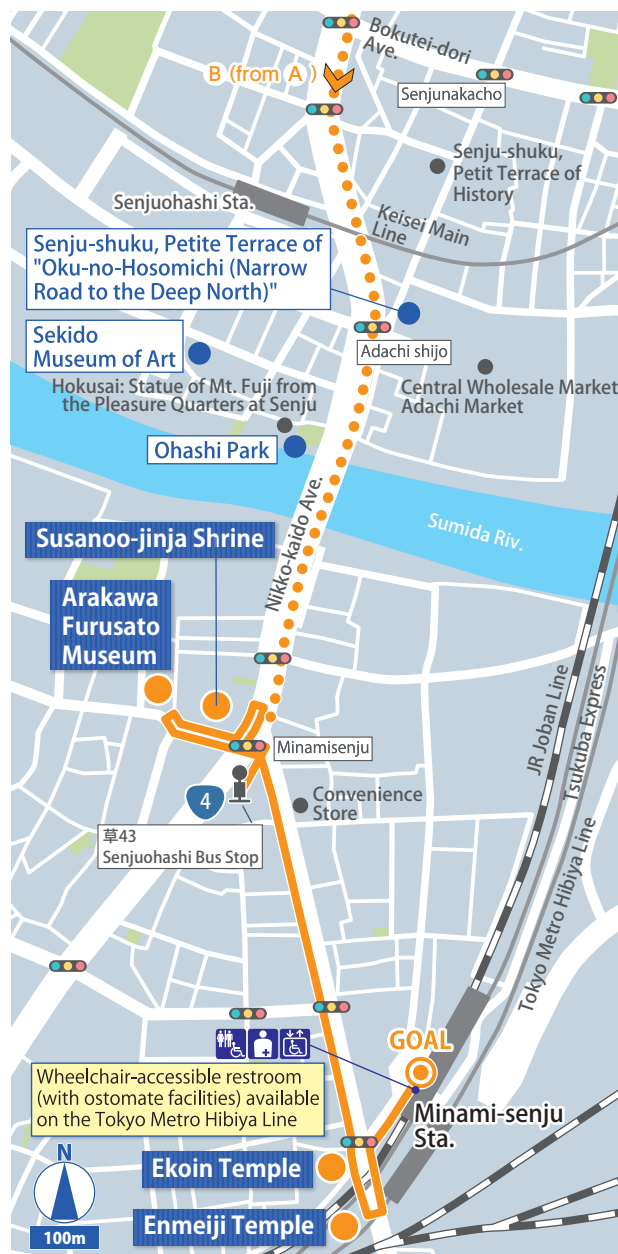 Bokutei-dori
Ave.
B (from A )
Senjunakacho
Senju-shuku,
Petit Terrace of
History
Senjuohashi Sta.
Keisei Main
Line
Senju-shuku, Petite Terrace of
"Oku-no-Hosomichi (Narrow
Road to the Deep North)"
Sekido
Museum of Art
Adachi shijo
Central Wholesale Market
Adachi Market
Hokusai: Statue of Mt. Fuji from
the Pleasure Quarters at Senju
Ohashi Park
Nikko-kaido Ave.
Sumida Riv.
Susanoo-jinja Shrine
Arakawa
Furusato
Museum
JR Joban Line
Tsukuba Express
Tokyo Metro Hibiya Line
Minamisenju
4
Convenience
Store
草43
Senjuohashi Bus Stop
GOAL
Wheelchair-accessible restroom
(with ostomate facilities) available
on the Tokyo Metro Hibiya Line
Minami-senju
Sta.
Ekoin Temple
Enmeiji Temple
N
100m